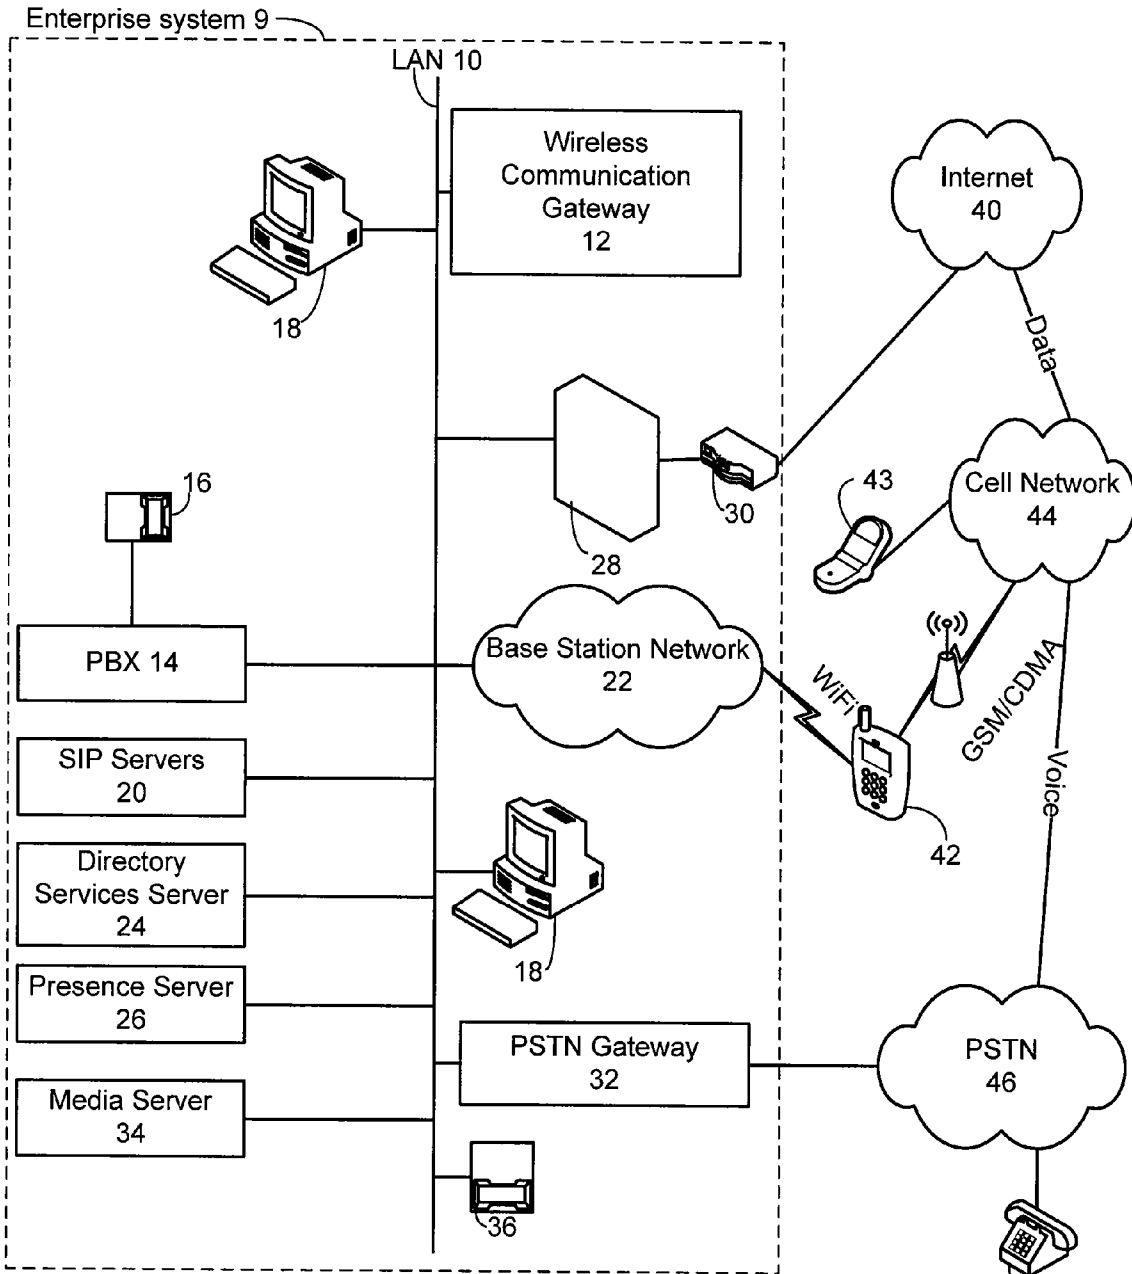 Enterprise system 9
LAN 10
Wireless
Communication
Gateway
12
Internet
40
18
Data
16
30
43
Cell Network
44
28
PBX 14
Base Station Network
22
WiFi
GSM/CDMA
Voice
SIP Servers
20
42
Directory
Services Server
24
18
Presence Server
26
PSTN Gateway
32
PSTN
46
Media Server
34
36